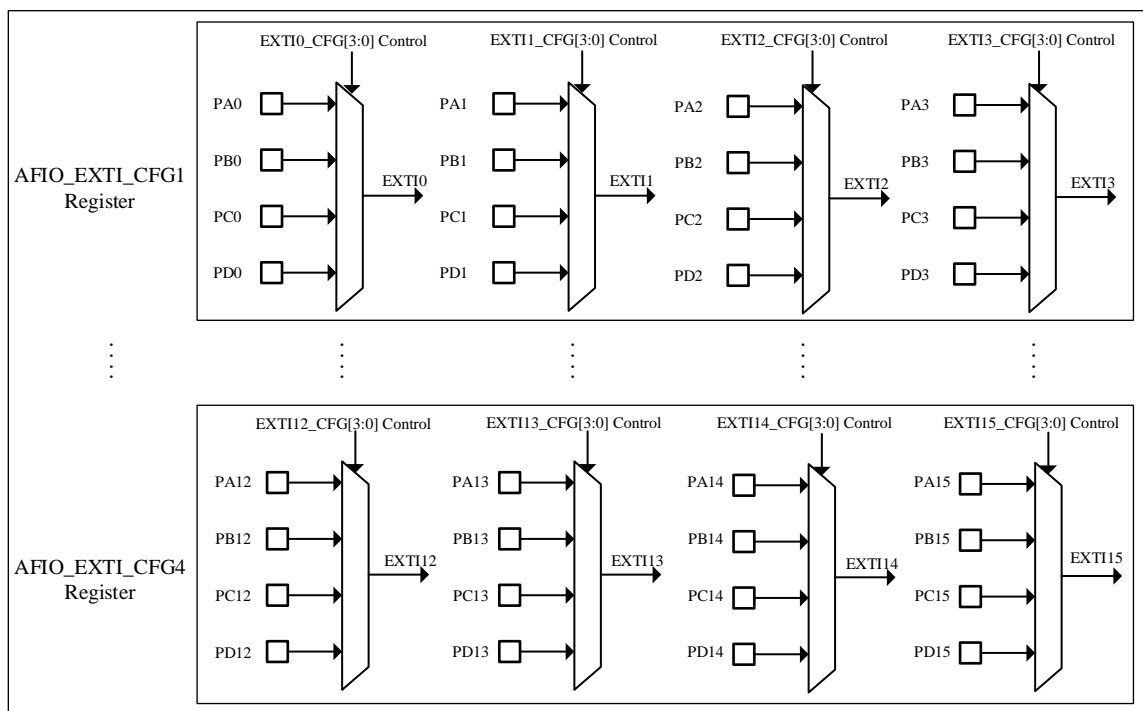 AFIO_EXTI_CFG1
Register
EXTI0_CFG[3:0] Control
PA0
PB0
PC0
PD0
EXTI0
EXTI1_CFG[3:0] Control
PA1
PB1
PC1
PD1
EXTI1
EXTI2_CFG[3:0] Control
PA2
PB2
PC2
PD2
EXTI2
EXTI3_CFG[3:0] Control
PA3
PB3
PC3
PD3
EXTI3
AFIO_EXTI_CFG4
Register
EXTI12_CFG[3:0] Control
PA12
PB12
PC12
PD12
EXTI12
EXTI13_CFG[3:0] Control
PA13
PB13
PC13
PD13
EXTI13
EXTI14_CFG[3:0] Control
PA14
PB14
PC14
PD14
EXTI14
EXTI15_CFG[3:0] Control
PA15
PB15
PC15
PD15
EXTI15